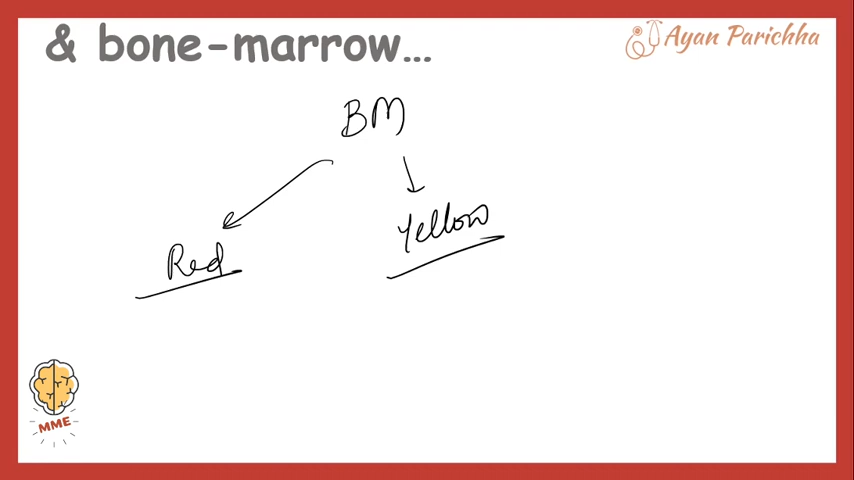 & bone-marrow...
Ayan Parichha
BM
Red
Yellow
MME